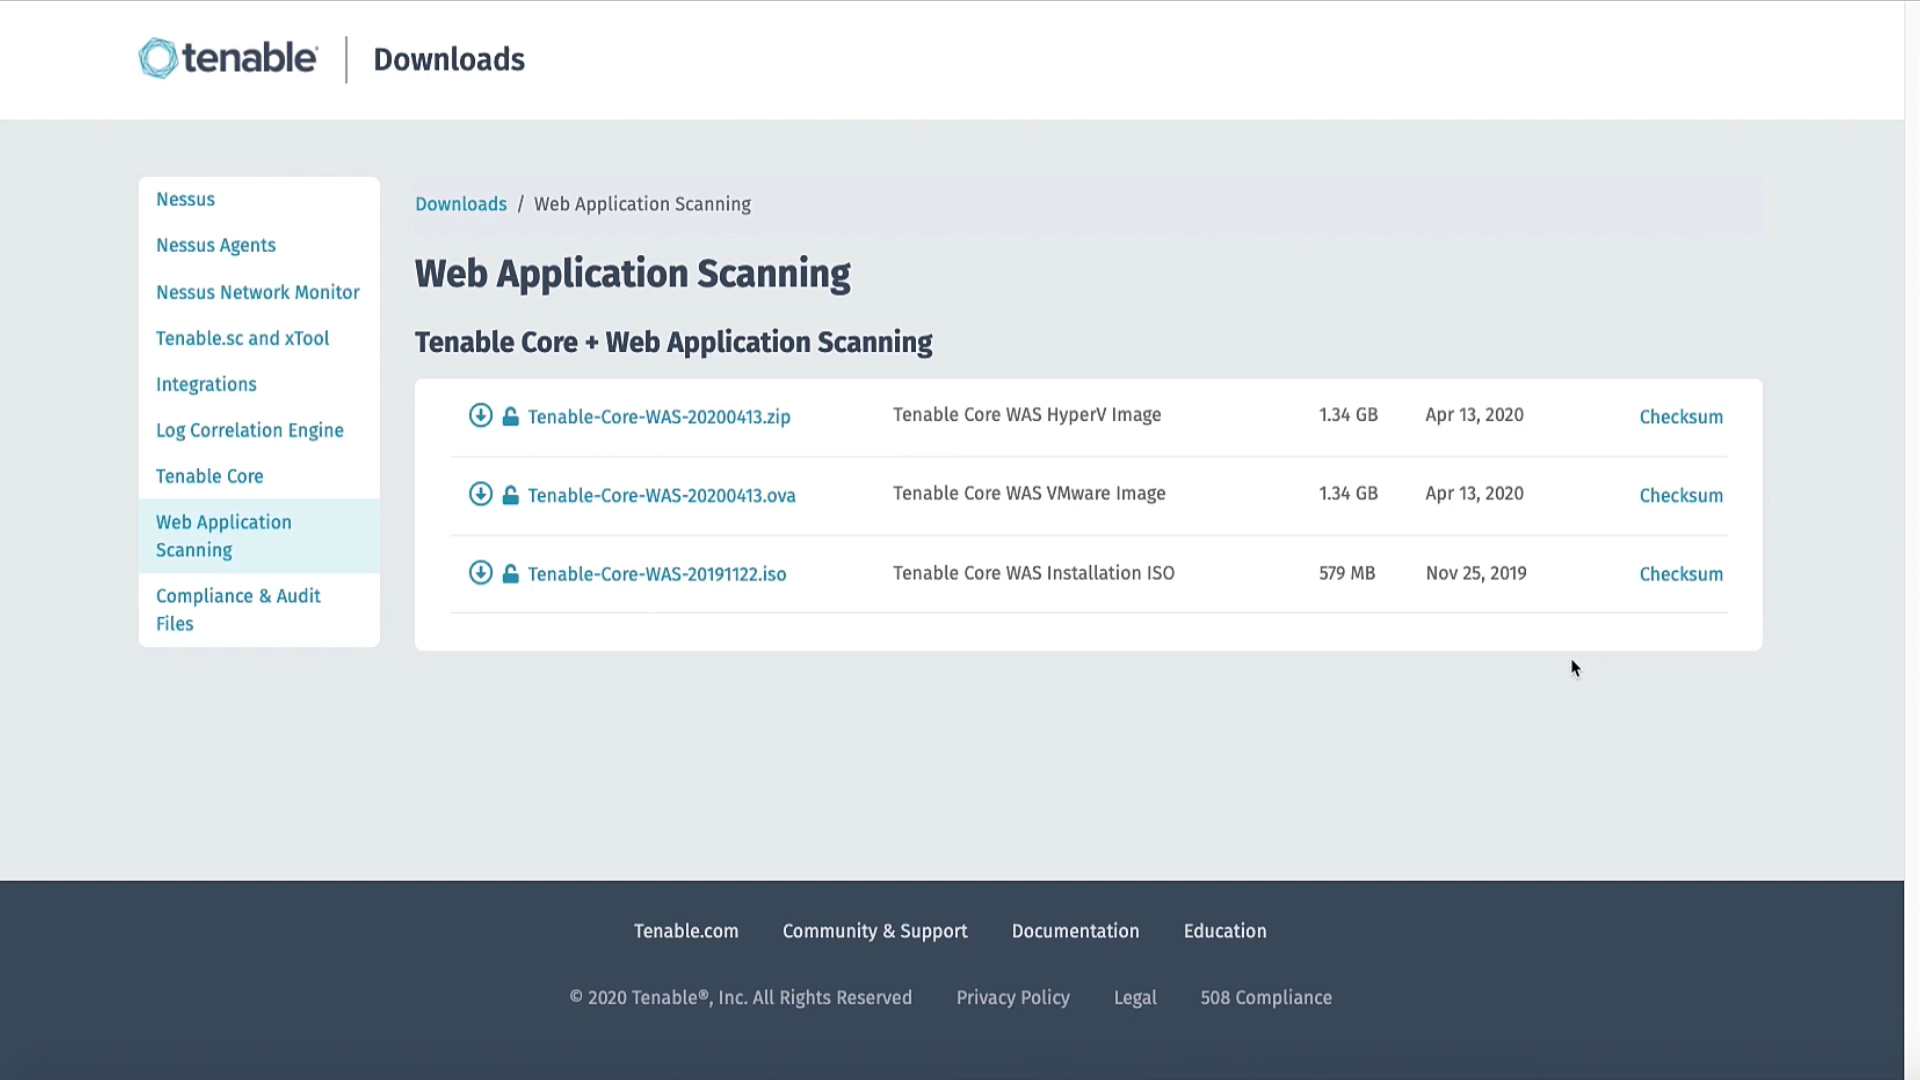 tenable
Downloads
Nessus
Nessus Agents
Nessus Network Monitor
Tenable.sc and xTool
Integrations
Log Correlation Engine
Tenable Core
Web Application
Scanning
Compliance & Audit
Files
Downloads / Web Application Scanning
Web Application Scanning
Tenable Core + Web Application Scanning
Tenable-Core-WAS-20200413.zip Tenable Core WAS HyperV Image 1.34 GB Apr 13, 2020 Checksum
Tenable-Core-WAS-20200413.ova Tenable Core WAS VMware Image 1.34 GB Apr 13, 2020 Checksum
Tenable-Core-WAS-20191122.iso Tenable Core WAS Installation ISO 579 MB Nov 25, 2019 Checksum
Tenable.com Community & Support Documentation Education
© 2020 Tenable®, Inc. All Rights Reserved Privacy Policy Legal 508 Compliance